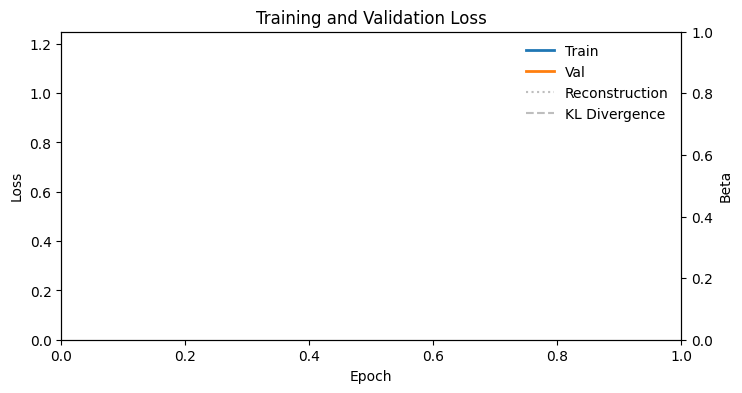 Training and Validation Loss
Train
Val
Reconstruction
KL Divergence
Loss
1.2
1.0
0.8
0.6
0.4
0.2
0.0
Beta
1.0
0.8
0.6
0.4
0.2
0.0
0.0 0.2 0.4 0.6 0.8 1.0
Epoch